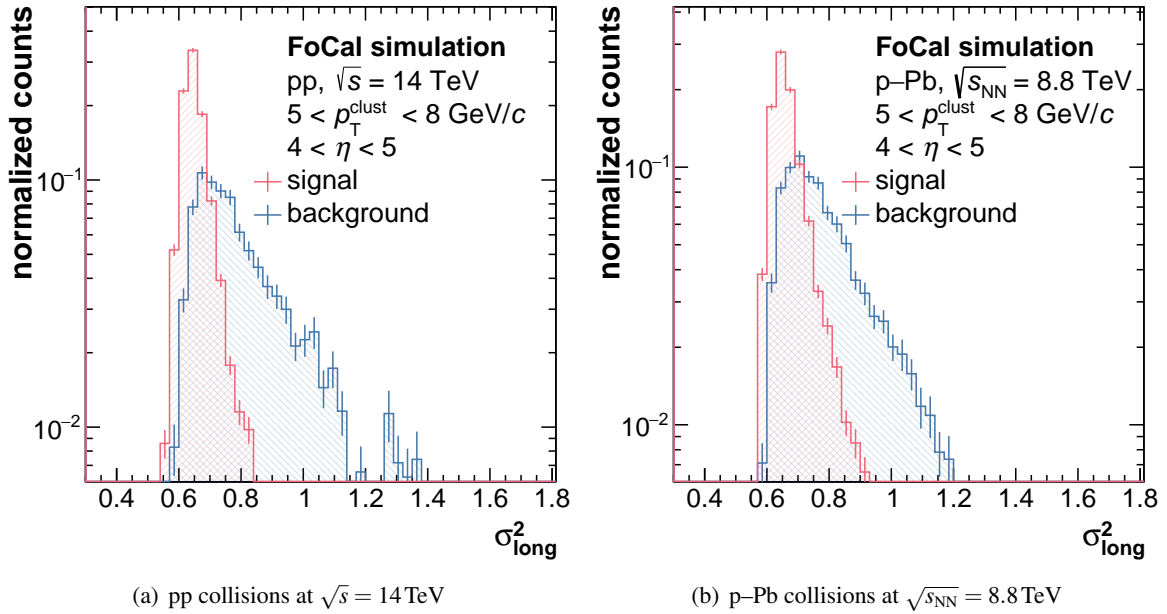 normalized counts
FoCal simulation
pp, √s = 14 TeV
5 < p_T^clust < 8 GeV/c
4 < η < 5
signal
background
10⁻¹
10⁻²
0.4 0.6 0.8 1 1.2 1.4 1.6 1.8
σ²_long
(a) pp collisions at √s = 14 TeV
normalized counts
FoCal simulation
p–Pb, √s_NN = 8.8 TeV
5 < p_T^clust < 8 GeV/c
4 < η < 5
signal
background
10⁻¹
10⁻²
0.4 0.6 0.8 1 1.2 1.4 1.6 1.8
σ²_long
(b) p–Pb collisions at √s_NN = 8.8 TeV